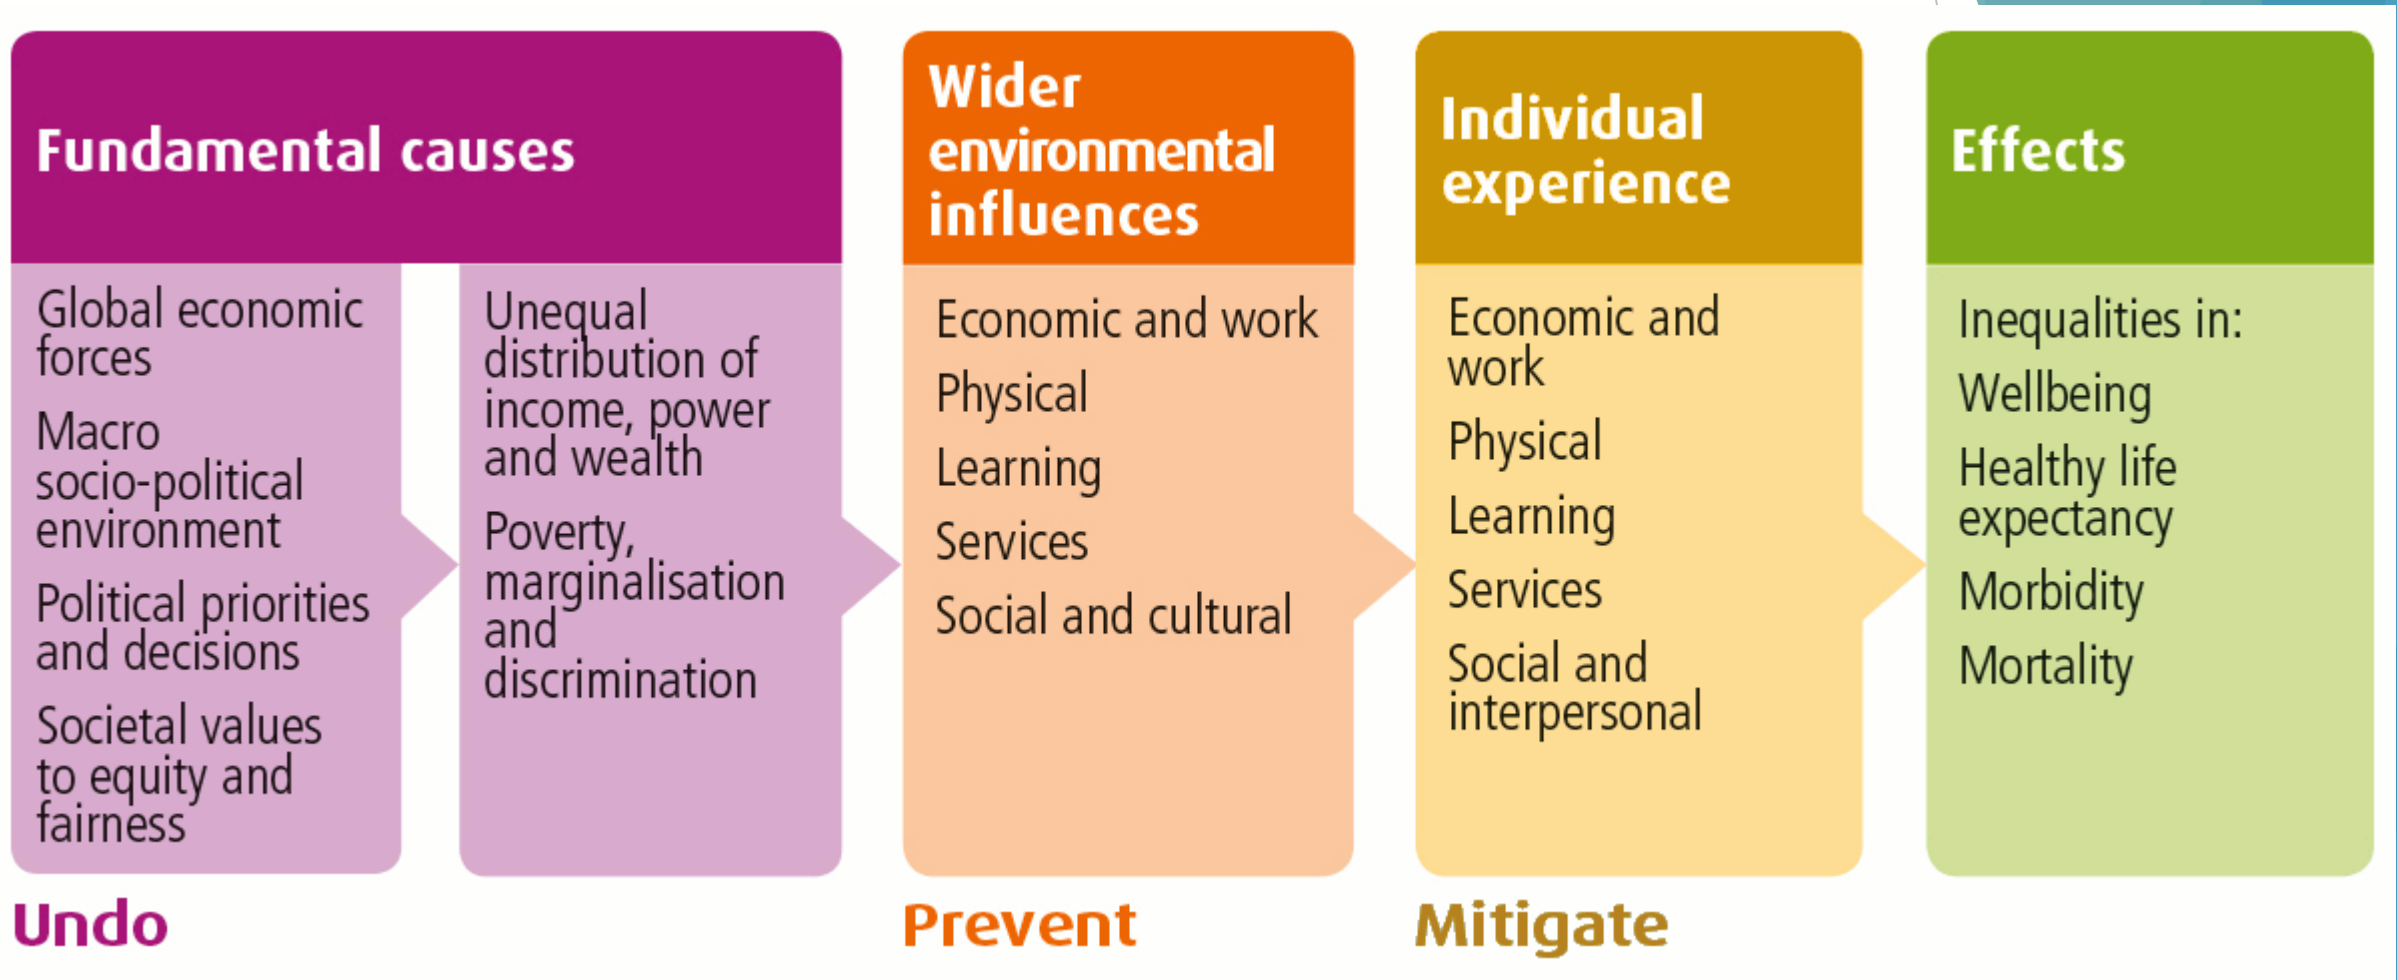 Fundamental causes
Global economic
forces
Macro
socio-political
environment
Political priorities
and decisions
Societal values
to equity and
fairness
Unequal
distribution of
income, power
and wealth
Poverty,
marginalisation
and
discrimination
Undo
Wider
environmental
influences
Economic and work
Physical
Learning
Services
Social and cultural
Prevent
Individual
experience
Economic and
work
Physical
Learning
Services
Social and
interpersonal
Mitigate
Effects
Inequalities in:
Wellbeing
Healthy life
expectancy
Morbidity
Mortality